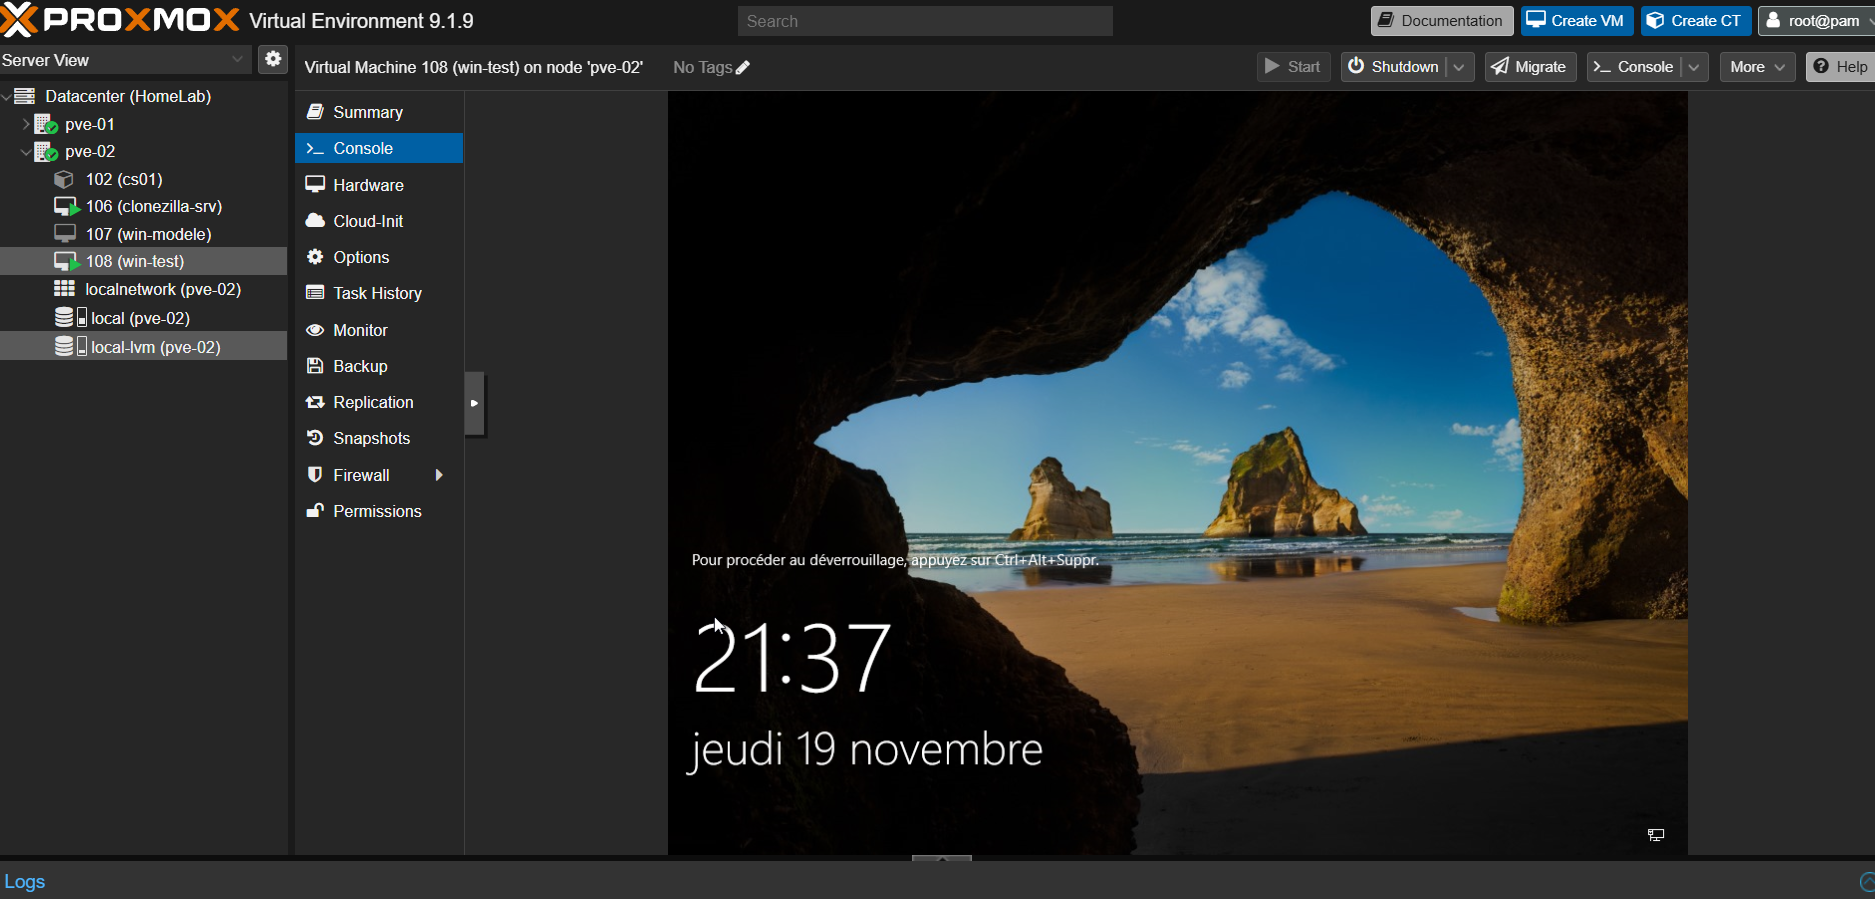 PROXMOX Virtual Environment 9.1.9
Search
Documentation
Create VM
Create CT
root@pam
Server View
Virtual Machine 108 (win-test) on node 'pve-02'
No Tags
Start
Shutdown
Migrate
Console
More
Help
Datacenter (HomeLab)
pve-01
pve-02
102 (cs01)
106 (clonezilla-srv)
107 (win-modele)
108 (win-test)
localnetwork (pve-02)
local (pve-02)
local-lvm (pve-02)
Summary
Console
Hardware
Cloud-Init
Options
Task History
Monitor
Backup
Replication
Snapshots
Firewall
Permissions
Pour procéder au déverrouillage, appuyez sur Ctrl+Alt+Suppr.
21:37
jeudi 19 novembre
Logs